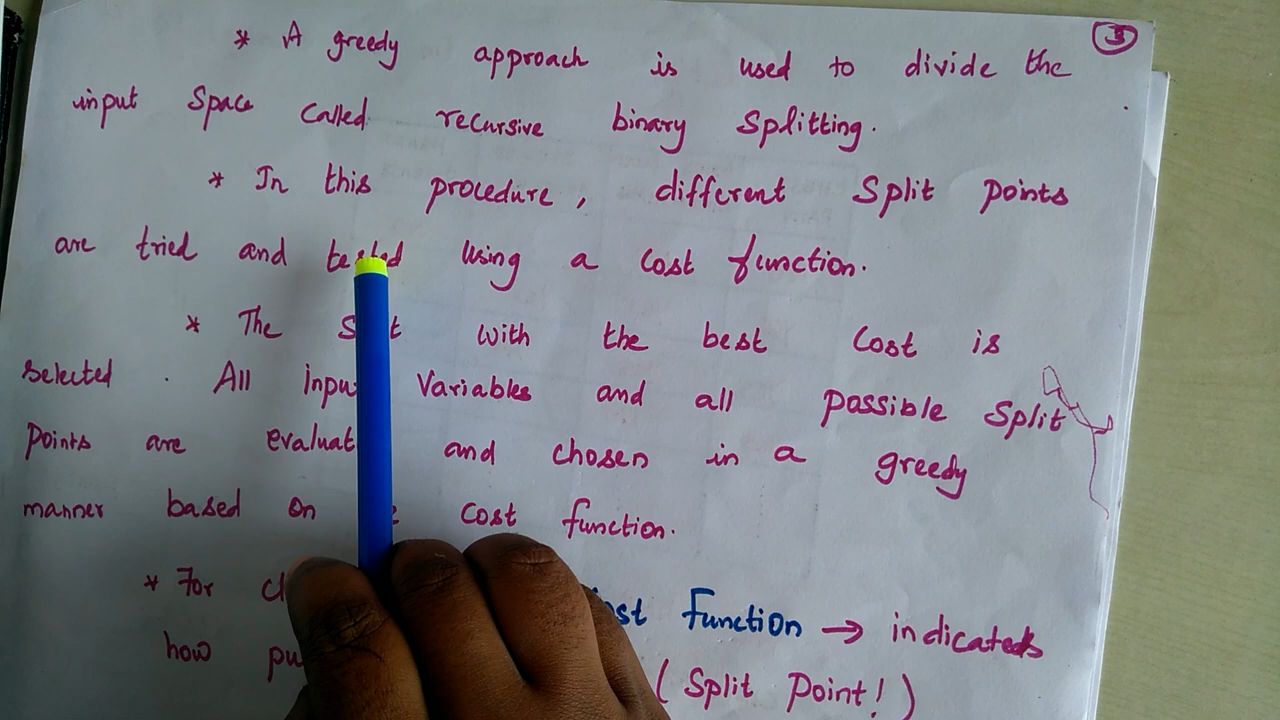 3
* A greedy approach is used to divide the
input Space Called recursive binary Splitting.
* In this procedure, different Split points
are tried and tested using a Cost function.
* The with the best Cost is
selected. All Variables and all possible Split
Points are and chosen in a greedy
manner based on cost function.
* For Function → indicates
how (Split Point!)